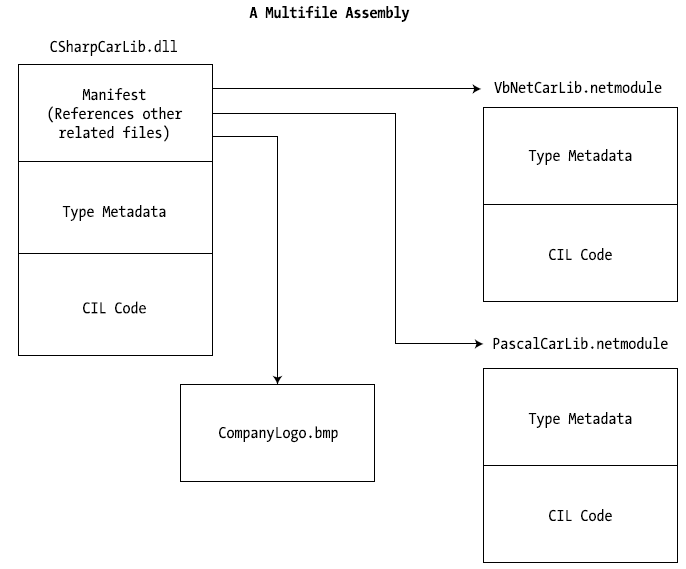 A Multifile Assembly
CSharpCarLib.dll
Manifest
(References other
related files)
Type Metadata
CIL Code
CompanyLogo.bmp
VbNetCarLib.netmodule
Type Metadata
CIL Code
PascalCarLib.netmodule
Type Metadata
CIL Code